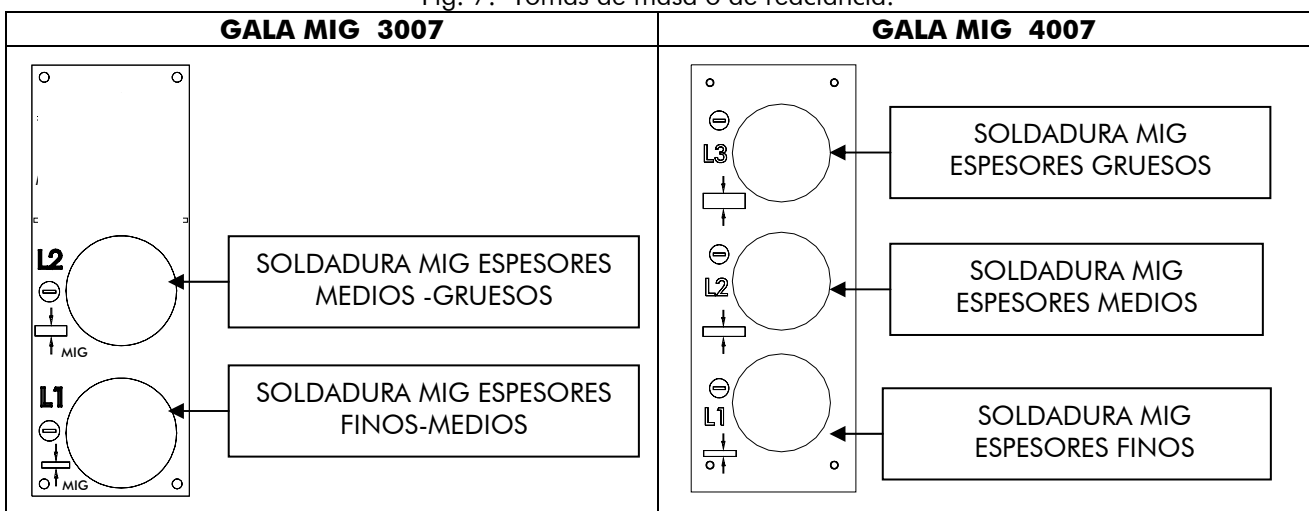 Fig. 7. Tomas de masa o de reactancia.
GALA MIG 3007
GALA MIG 4007
L2
MIG
L1
MIG
SOLDADURA MIG ESPESORES
MEDIOS -GRUESOS
SOLDADURA MIG ESPESORES
FINOS-MEDIOS
L3
L2
L1
SOLDADURA MIG
ESPESORES GRUESOS
SOLDADURA MIG
ESPESORES MEDIOS
SOLDADURA MIG
ESPESORES FINOS